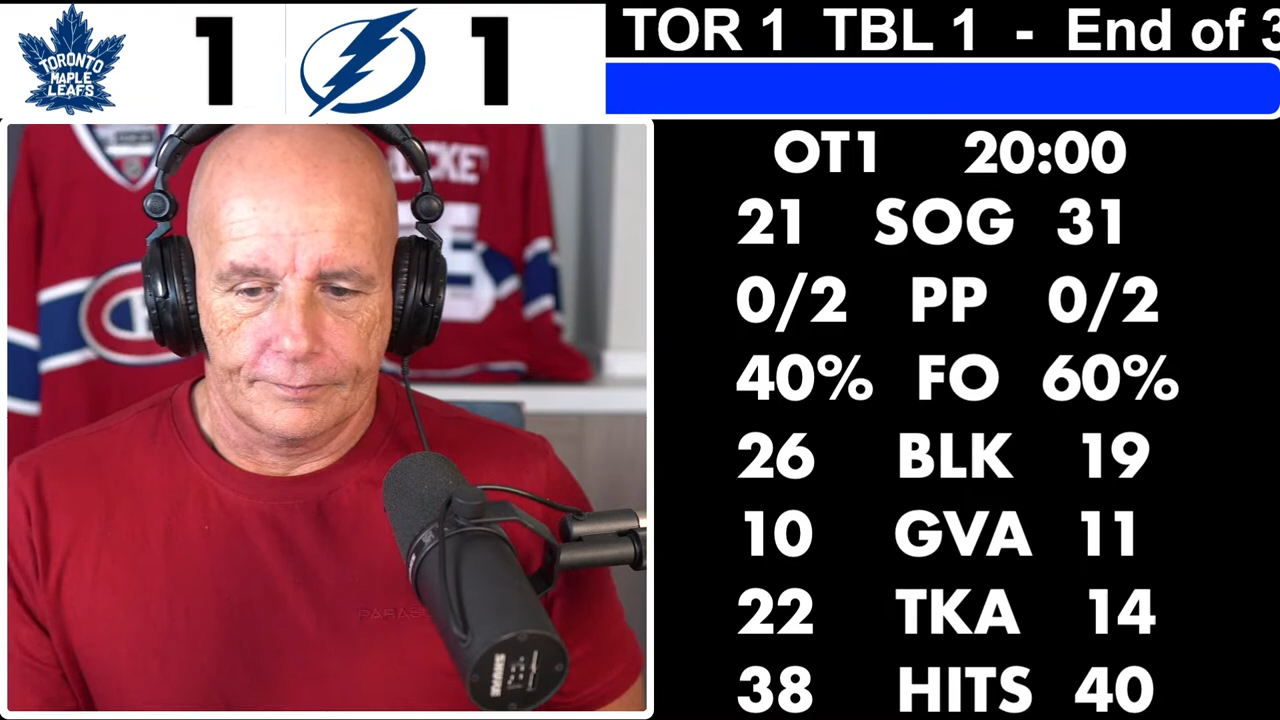 TORONTO
MAPLE
LEAFS
1
1
TOR 1 TBL 1 - End of 3
OT1 20:00
21 SOG 31
0/2 PP 0/2
40% FO 60%
26 BLK 19
10 GVA 11
22 TKA 14
38 HITS 40
SHURE